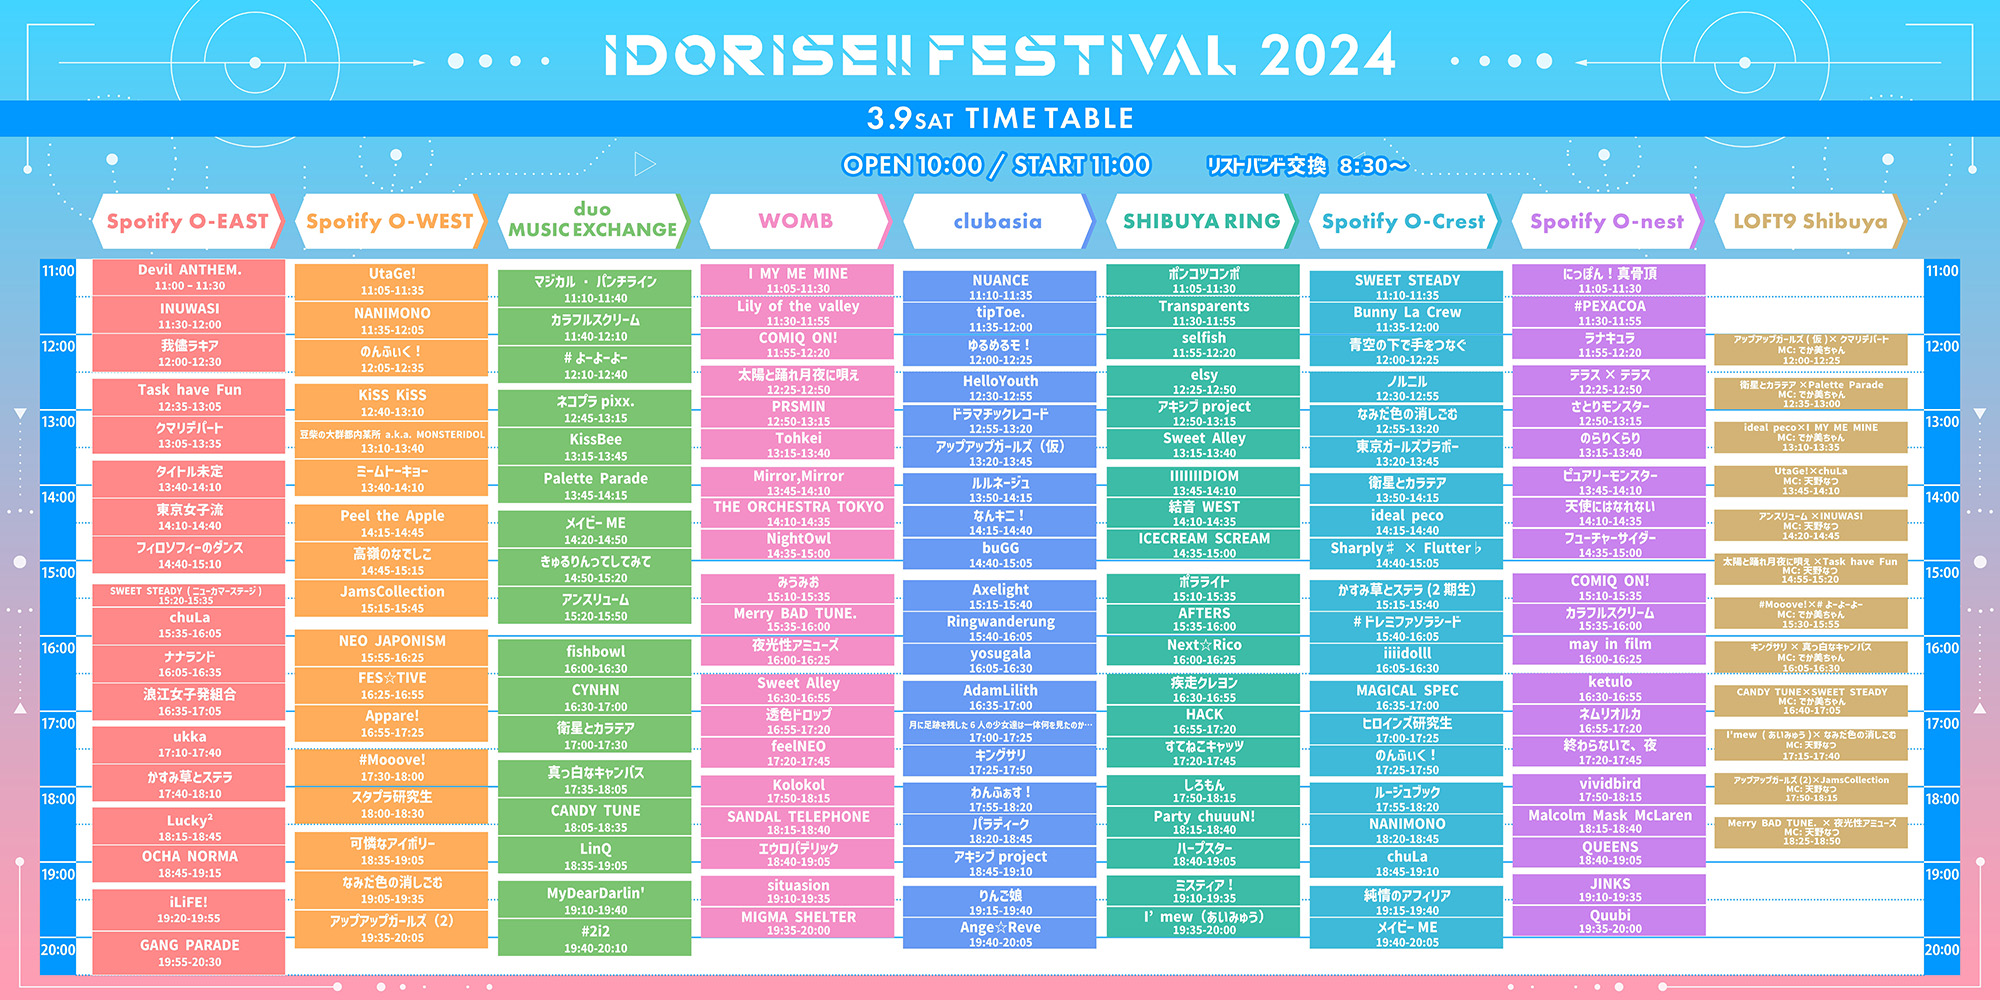 IDORISE!! FESTIVAL 2024
3.9SAT TIME TABLE
OPEN 10:00 / START 11:00 リストバンド交換 8:30～
Spotify O-EAST
Spotify O-WEST
duo
MUSIC EXCHANGE
WOMB
clubasia
SHIBUYA RING
Spotify O-Crest
Spotify O-nest
LOFT9 Shibuya
11:00
12:00
13:00
14:00
15:00
16:00
17:00
18:00
19:00
20:00
Devil ANTHEM.
11:00 – 11:30
INUWASI
11:30-12:00
我儘ラキア
12:00-12:30
Task have Fun
12:35-13:05
クマリデパート
13:05-13:35
タイトル未定
13:40-14:10
東京女子流
14:10-14:40
フィロソフィーのダンス
14:40-15:10
SWEET STEADY (ニューカマーステージ)
15:20-15:35
chuLa
15:35-16:05
ナナランド
16:05-16:35
浪江女子発組合
16:35-17:05
ukka
17:10-17:40
かすみ草とステラ
17:40-18:10
Lucky²
18:15-18:45
OCHA NORMA
18:45-19:15
iLiFE!
19:20-19:55
GANG PARADE
19:55-20:30
UtaGe!
11:05-11:35
NANIMONO
11:35-12:05
のんふぃく！
12:05-12:35
KiSS KiSS
12:40-13:10
豆柴の大群都内某所 a.k.a. MONSTERIDOL
13:10-13:40
ミームトーキョー
13:40-14:10
Peel the Apple
14:15-14:45
高嶺のなでしこ
14:45-15:15
JamsCollection
15:15-15:45
NEO JAPONISM
15:55-16:25
FES☆TIVE
16:25-16:55
Appare!
16:55-17:25
#Mooove!
17:30-18:00
スタプラ研究生
18:00-18:30
可憐なアイボリー
18:35-19:05
なみだ色の消しごむ
19:05-19:35
アップアップガールズ（2）
19:35-20:05
マジカル ・ パンチライン
11:10-11:40
カラフルスクリーム
11:40-12:10
# よーよーよー
12:10-12:40
ネコプラ pixx.
12:45-13:15
KissBee
13:15-13:45
Palette Parade
13:45-14:15
メイビー ME
14:20-14:50
きゅるりんってしてみて
14:50-15:20
アンスリューム
15:20-15:50
fishbowl
16:00-16:30
CYNHN
16:30-17:00
衛星とカラテア
17:00-17:30
真っ白なキャンバス
17:35-18:05
CANDY TUNE
18:05-18:35
LinQ
18:35-19:05
MyDearDarlin'
19:10-19:40
#2i2
19:40-20:10
I MY ME MINE
11:05-11:30
Lily of the valley
11:30-11:55
COMIQ ON!
11:55-12:20
太陽と踊れ月夜に唄え
12:25-12:50
PRSMIN
12:50-13:15
Tohkei
13:15-13:40
Mirror,Mirror
13:45-14:10
THE ORCHESTRA TOKYO
14:10-14:35
NightOwl
14:35-15:00
みうみお
15:10-15:35
Merry BAD TUNE.
15:35-16:00
夜光性アミューズ
16:00-16:25
Sweet Alley
16:30-16:55
透色ドロップ
16:55-17:20
feelNEO
17:20-17:45
Kolokol
17:50-18:15
SANDAL TELEPHONE
18:15-18:40
エウロパデリック
18:40-19:05
situasion
19:10-19:35
MIGMA SHELTER
19:35-20:00
NUANCE
11:10-11:35
tipToe.
11:35-12:00
ゆるめるモ！
12:00-12:25
HelloYouth
12:30-12:55
ドラマチックレコード
12:55-13:20
アップアップガールズ（仮）
13:20-13:45
ルルネージュ
13:50-14:15
なんキニ！
14:15-14:40
buGG
14:40-15:05
Axelight
15:15-15:40
Ringwanderung
15:40-16:05
yosugala
16:05-16:30
AdamLilith
16:35-17:00
月に足跡を残した 6 人の少女達は一体何を見たのか…
17:00-17:25
キングサリ
17:25-17:50
わんふぁす！
17:55-18:20
パラディーク
18:20-18:45
アキシブ project
18:45-19:10
りんご娘
19:15-19:40
Ange☆Reve
19:40-20:05
ポンコツコンポ
11:05-11:30
Transparents
11:30-11:55
selfish
11:55-12:20
elsy
12:25-12:50
アキシブ project
12:50-13:15
Sweet Alley
13:15-13:40
IIIIIIIDIOM
13:45-14:10
結音 WEST
14:10-14:35
ICECREAM SCREAM
14:35-15:00
ポラライト
15:10-15:35
AFTERS
15:35-16:00
Next☆Rico
16:00-16:25
疾走クレヨン
16:30-16:55
HACK
16:55-17:20
すてねこキャッツ
17:20-17:45
しろもん
17:50-18:15
Party chuuuN!
18:15-18:40
ハープスター
18:40-19:05
ミスティア！
19:10-19:35
I' mew（あいみゅう）
19:35-20:00
SWEET STEADY
11:10-11:35
Bunny La Crew
11:35-12:00
青空の下で手をつなぐ
12:00-12:25
ノルニル
12:30-12:55
なみだ色の消しごむ
12:55-13:20
東京ガールズブラボー
13:20-13:45
衛星とカラテア
13:50-14:15
ideal peco
14:15-14:40
Sharply♯ × Flutter♭
14:40-15:05
かすみ草とステラ（2 期生）
15:15-15:40
#ドレミファソラシード
15:40-16:05
iiiidolll
16:05-16:30
MAGICAL SPEC
16:35-17:00
ヒロインズ研究生
17:00-17:25
のんふぃく！
17:25-17:50
ルージュブック
17:55-18:20
NANIMONO
18:20-18:45
chuLa
18:45-19:10
純情のアフィリア
19:15-19:40
メイビー ME
19:40-20:05
にっぽん！真骨頂
11:05-11:30
#PEXACOA
11:30-11:55
ラナキュラ
11:55-12:20
テラス × テラス
12:25-12:50
さとりモンスター
12:50-13:15
のらりくらり
13:15-13:40
ピュアリーモンスター
13:45-14:10
天使にはなれない
14:10-14:35
フューチャーサイダー
14:35-15:00
COMIQ ON!
15:10-15:35
カラフルスクリーム
15:35-16:00
may in film
16:00-16:25
ketulo
16:30-16:55
ネムリオルカ
16:55-17:20
終わらないで、夜
17:20-17:45
vividbird
17:50-18:15
Malcolm Mask McLaren
18:15-18:40
QUEENS
18:40-19:05
JINKS
19:10-19:35
Quubi
19:35-20:00
アップアップガールズ (仮) × クマリデパート
MC: でか美ちゃん
12:00-12:25
衛星とカラテア ×Palette Parade
MC: でか美ちゃん
12:35-13:00
ideal peco×I MY ME MINE
MC: でか美ちゃん
13:10-13:35
UtaGe!×chuLa
MC: 天野なつ
13:45-14:10
アンスリューム ×INUWASI
MC: 天野なつ
14:20-14:45
太陽と踊れ月夜に唄え ×Task have Fun
MC: 天野なつ
14:55-15:20
#Mooove!×# よーよーよー
MC: でか美ちゃん
15:30-15:55
キングサリ × 真っ白なキャンバス
MC: でか美ちゃん
16:05-16:30
CANDY TUNE×SWEET STEADY
MC: でか美ちゃん
16:40-17:05
I'mew (あいみゅう)× なみだ色の消しごむ
MC: 天野なつ
17:15-17:40
アップアップガールズ (2)×JamsCollection
MC: 天野なつ
17:50-18:15
Merry BAD TUNE. × 夜光性アミューズ
MC: 天野なつ
18:25-18:50
11:00
12:00
13:00
14:00
15:00
16:00
17:00
18:00
19:00
20:00